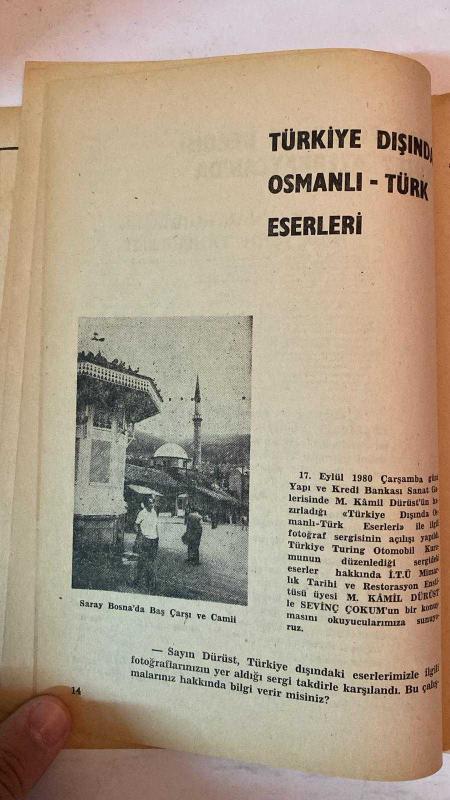 TÜRKİYE DIŞINDA
OSMANLI - TÜRK
ESERLERİ
Saray Bosna'da Baş Çarşı ve Camii
17. Eylül 1980 Çarşamba günü
Yapı ve Kredi Bankası Sanat Ga-
lerisinde M. Kâmil Dürüst'ün ha-
zırladığı «Türkiye Dışında Os-
manlı-Türk Eserleri» ile ilgili
fotoğraf sergisinin açılışı yapıldı.
Türkiye Turing Otomobil Kuru-
munun düzenlediği sergideki
eserler hakkında İ.T.Ü Mimar-
lık Tarihi ve Restorasyon Ensti-
tüsü üyesi M. KÂMİL DÜRÜST
le SEVİNÇ ÇOKUM'un bir konuş-
masını okuyucularımıza sunuyo-
ruz.
— Sayın Dürüst, Türkiye dışındaki eserlerimizle ilgili
fotoğraflarınızın yer aldığı sergi takdirle karşılandı. Bu çalış-
malarınız hakkında bilgi verir misiniz?
14